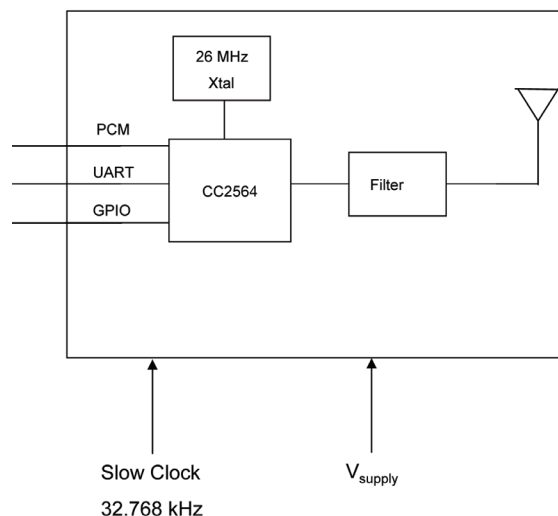 26 MHz
Xtal
PCM
UART
GPIO
CC2564
Filter
Slow Clock
32.768 kHz
Vsupply